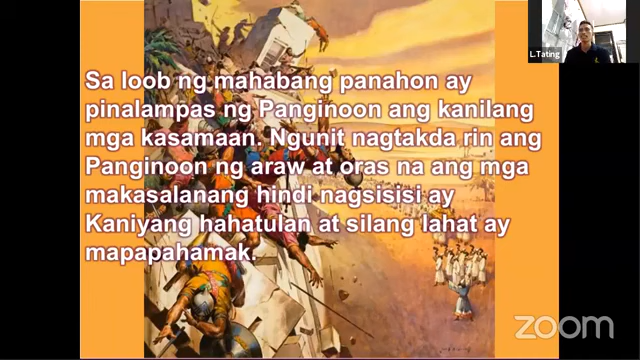 L.Tating
Sa loob ng mahabang panahon ay
pinalampas ng Panginoon ang kanilang
mga kasamaan. Ngunit nagtakda rin ang
Panginoon ng araw at oras na ang mga
makasalanang hindi nagsisisi ay
Kaniyang hahatulan at silang lahat ay
mapapahamak.
zoom